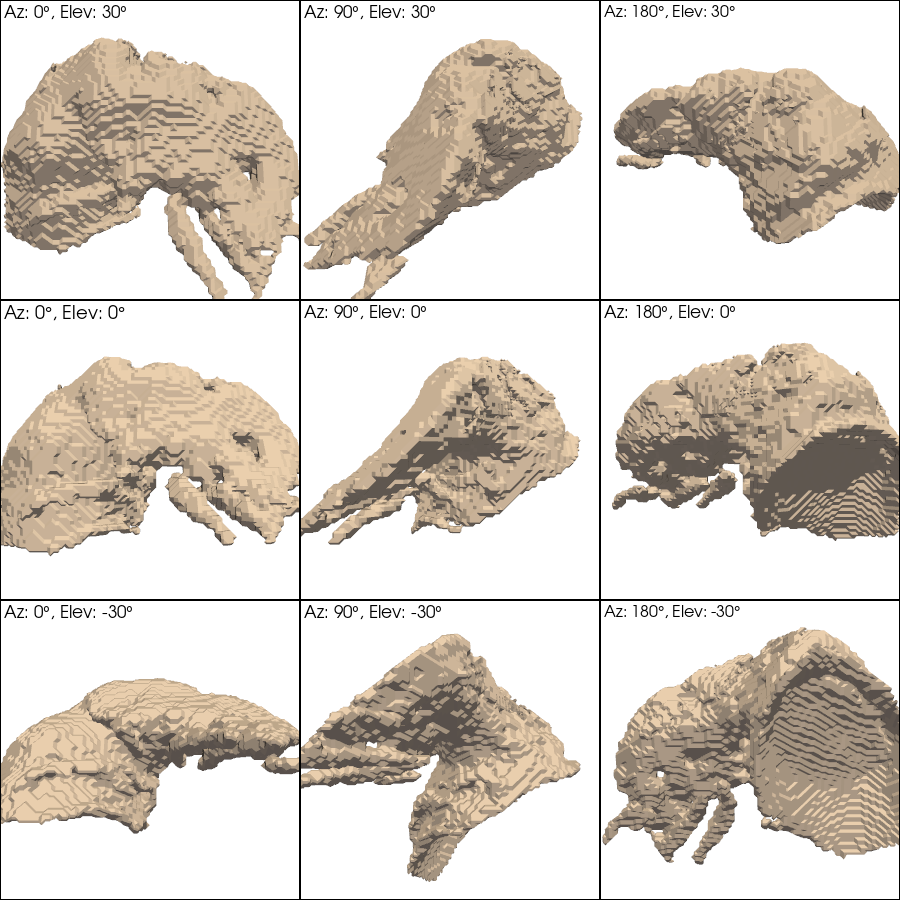 Az: 0°, Elev: 30°
Az: 90°, Elev: 30°
Az: 180°, Elev: 30°
Az: 0°, Elev: 0°
Az: 90°, Elev: 0°
Az: 180°, Elev: 0°
Az: 0°, Elev: -30°
Az: 90°, Elev: -30°
Az: 180°, Elev: -30°